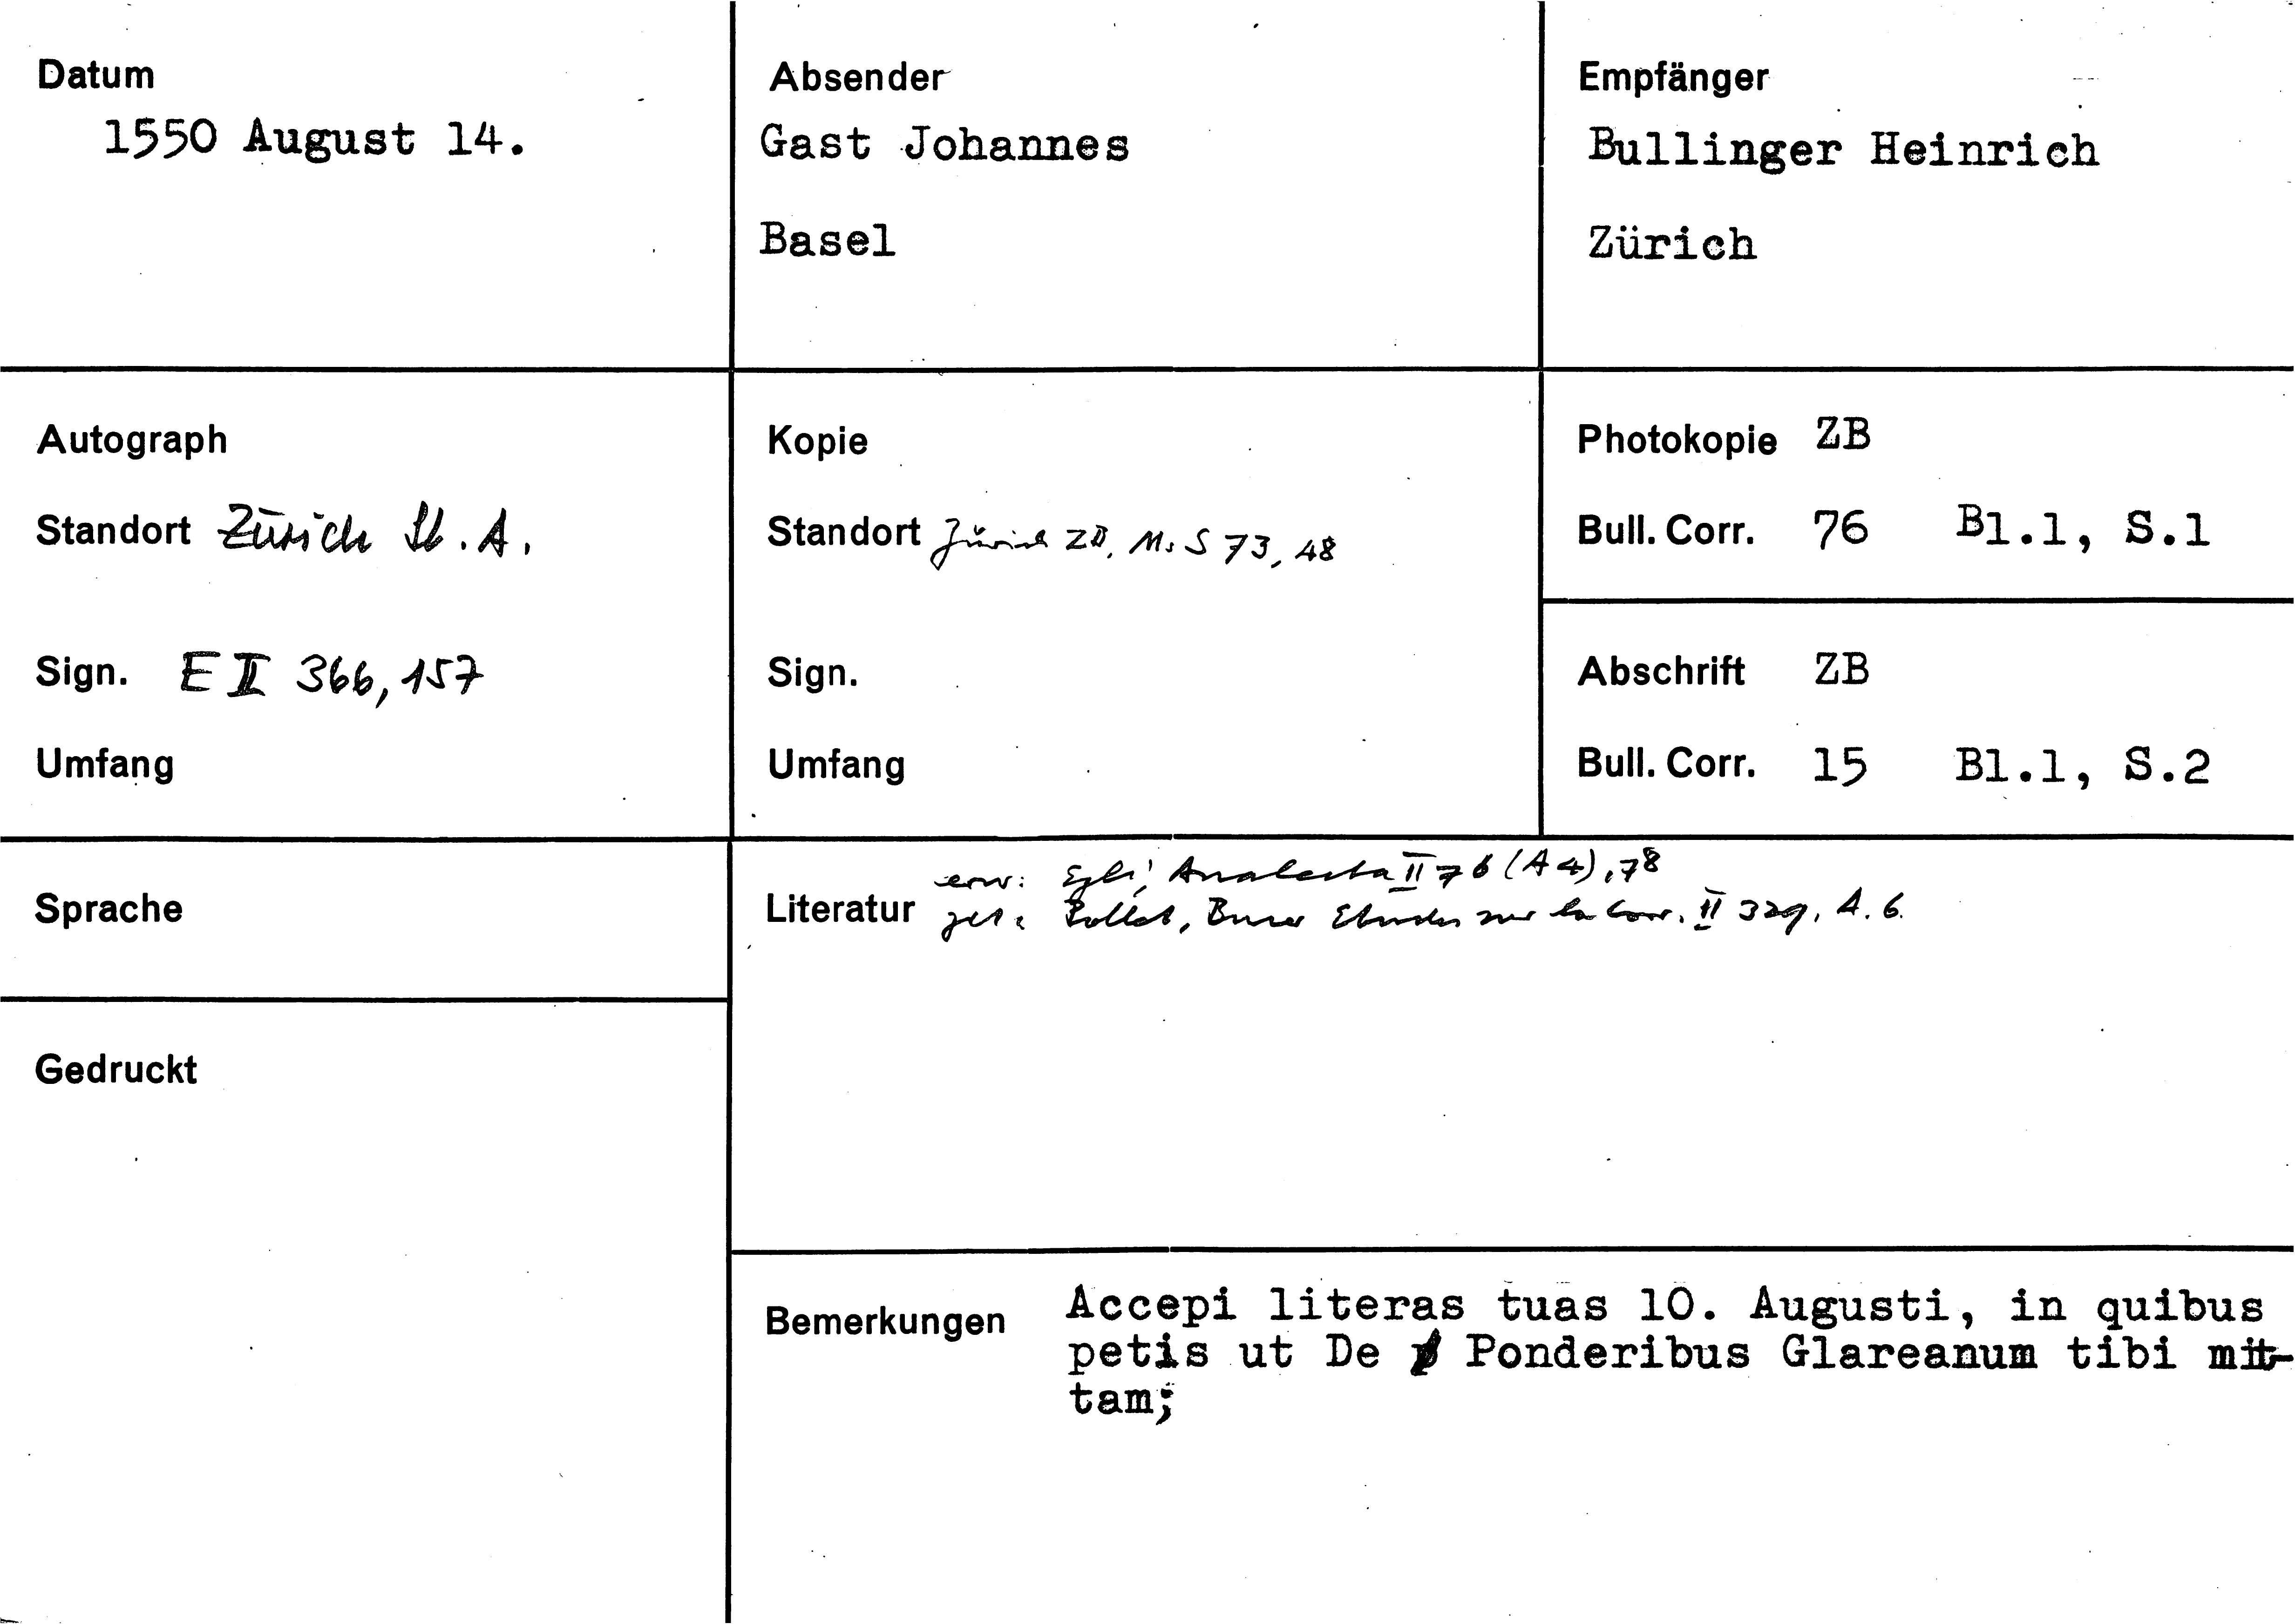 Datum
1550 August 14.
Absender
Gast Johannes
Basel
Empfänger
Bullinger Heinrich
Zürich
Autograph
Standort Zürich St. A.
Sign. E II 366, 157
Umfang
Kopie
Standort Zürich ZB, Ms S 73, 48
Sign.
Umfang
Photokopie ZB
Bull. Corr. 76 Bl.1, S.1
Abschrift ZB
Bull. Corr. 15 Bl.1, S.2
Sprache
Gedruckt
Literatur
erw: Egli, Analecta II 76 (A 4), 78
zit: Pollet, Bucer Etudes sur la Corr. II 329, A. 6.
Bemerkungen
Accepi literas tuas 10. Augusti, in quibus
petis ut De Ponderibus Glareanum tibi mit-
tam;